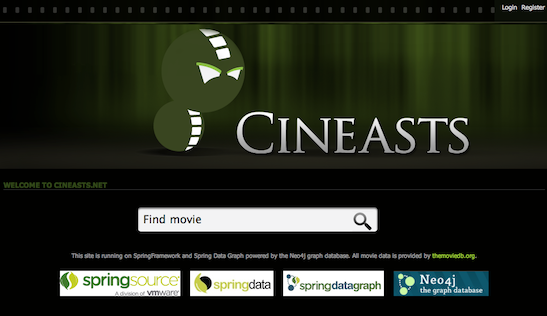 Login Register
CINEASTS
WELCOME TO CINEASTS.NET
Find movie
This site is running on SpringFramework and Spring Data Graph powered by the Neo4j graph database. All movie data is provided by themoviedb.org.
springsource
A division of vmware
springdata
springdatagraph
Neo4j
the graph database